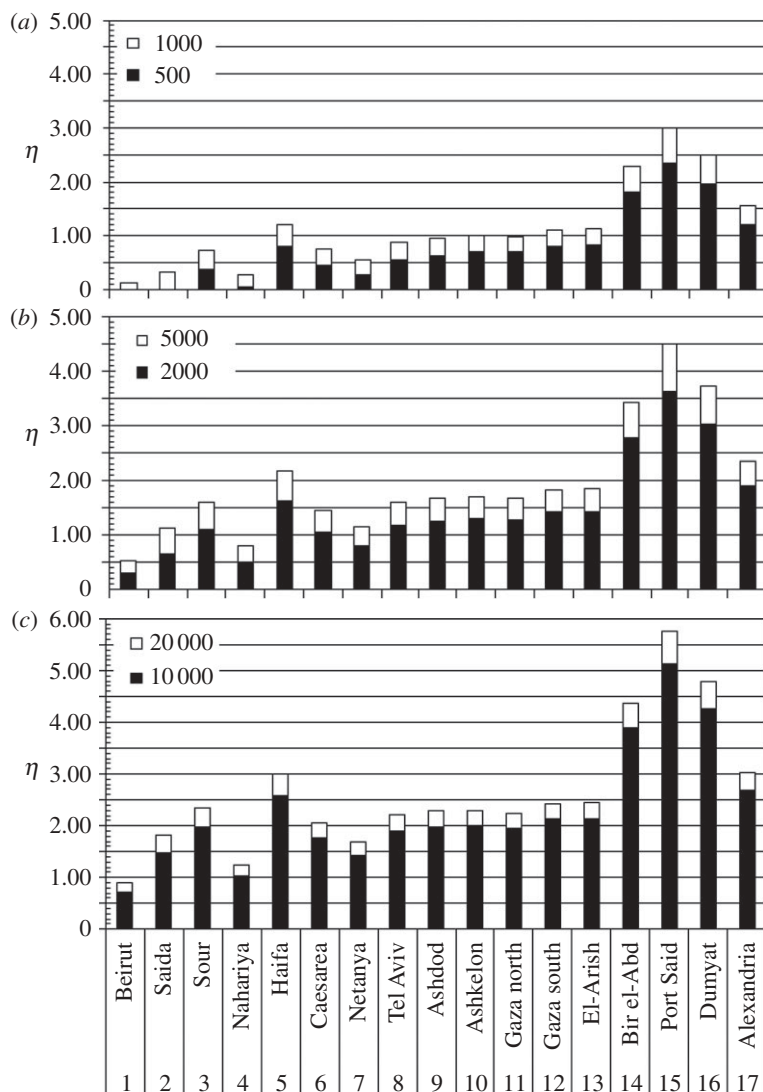 (a) 5.00
1000
4.00
500
3.00
η
2.00
1.00
0
(b) 5.00
5000
4.00
2000
3.00
η
2.00
1.00
0
(c) 6.00
20 000
5.00
10 000
4.00
η
3.00
2.00
1.00
0
Beirut
Saida
Sour
Nahariya
Haifa
Caesarea
Netanya
Tel Aviv
Ashdod
Ashkelon
Gaza north
Gaza south
El-Arish
Bir el-Abd
Port Said
Dumyat
Alexandria
1 2 3 4 5 6 7 8 9 10 11 12 13 14 15 16 17